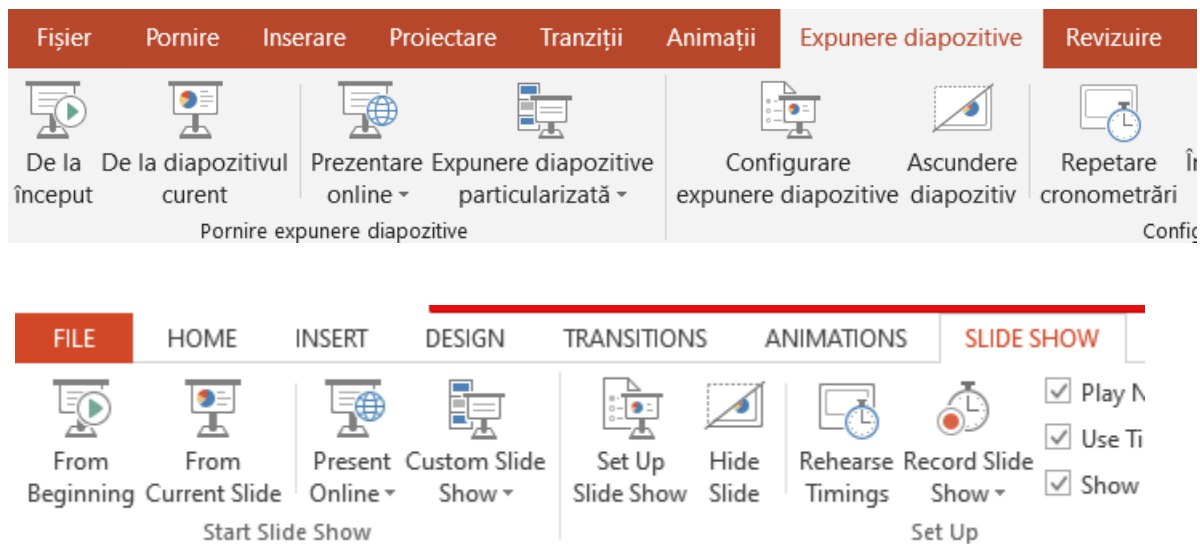 Fișier Pornire Inserare Proiectare Tranziții Animații Expunere diapozitive Revizuire
De la De la diapozitivul Prezentare Expunere diapozitive Configurare Ascundere Repetare
început curent online particularizată expunere diapozitive diapozitiv cronometrări
Pornire expunere diapozitive
FILE HOME INSERT DESIGN TRANSITIONS ANIMATIONS SLIDE SHOW
Play
From From Present Custom Slide Set Up Hide Rehearse Record Slide Use
Beginning Current Slide Online Show Slide Show Slide Timings Show Show
Start Slide Show Set Up